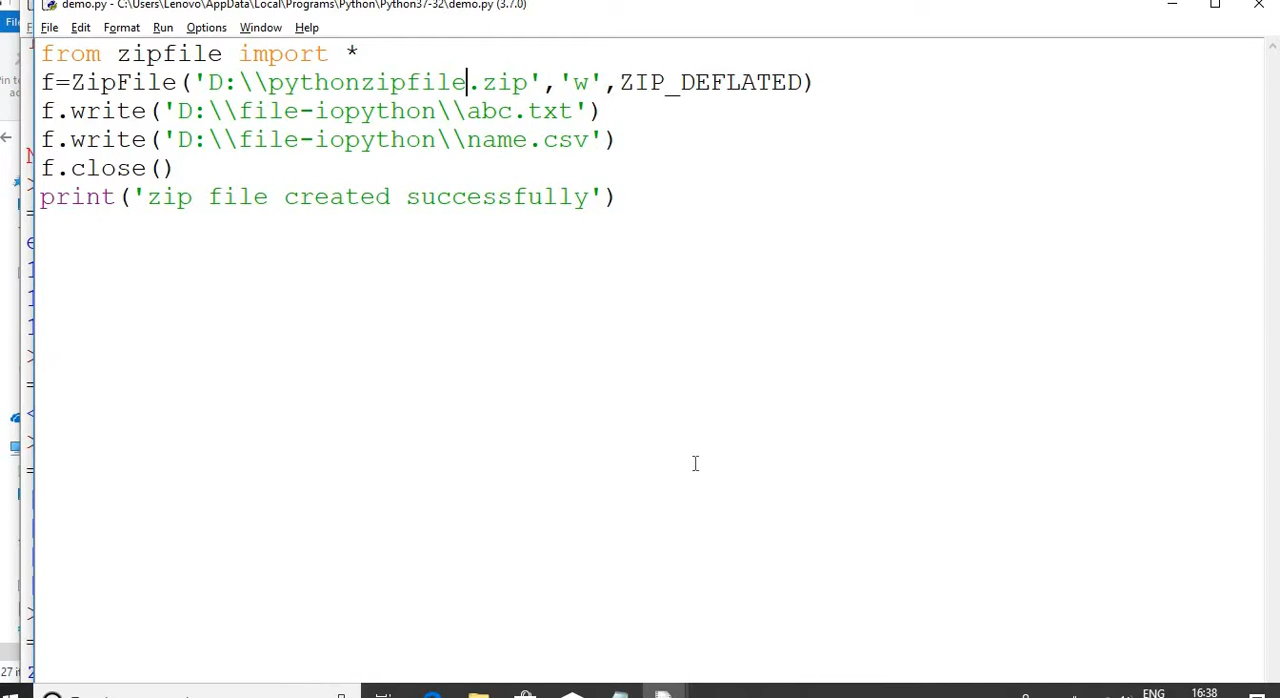 demo.py - C:\Users\Lenovo\AppData\Local\Programs\Python\Python37-32\demo.py (3.7.0)
File Edit Format Run Options Window Help
from zipfile import *
f=ZipFile('D:\\pythonzipfile.zip','w',ZIP_DEFLATED)
f.write('D:\\file-iopython\\abc.txt')
f.write('D:\\file-iopython\\name.csv')
f.close()
print('zip file created successfully')
27 it
ENG
16:38